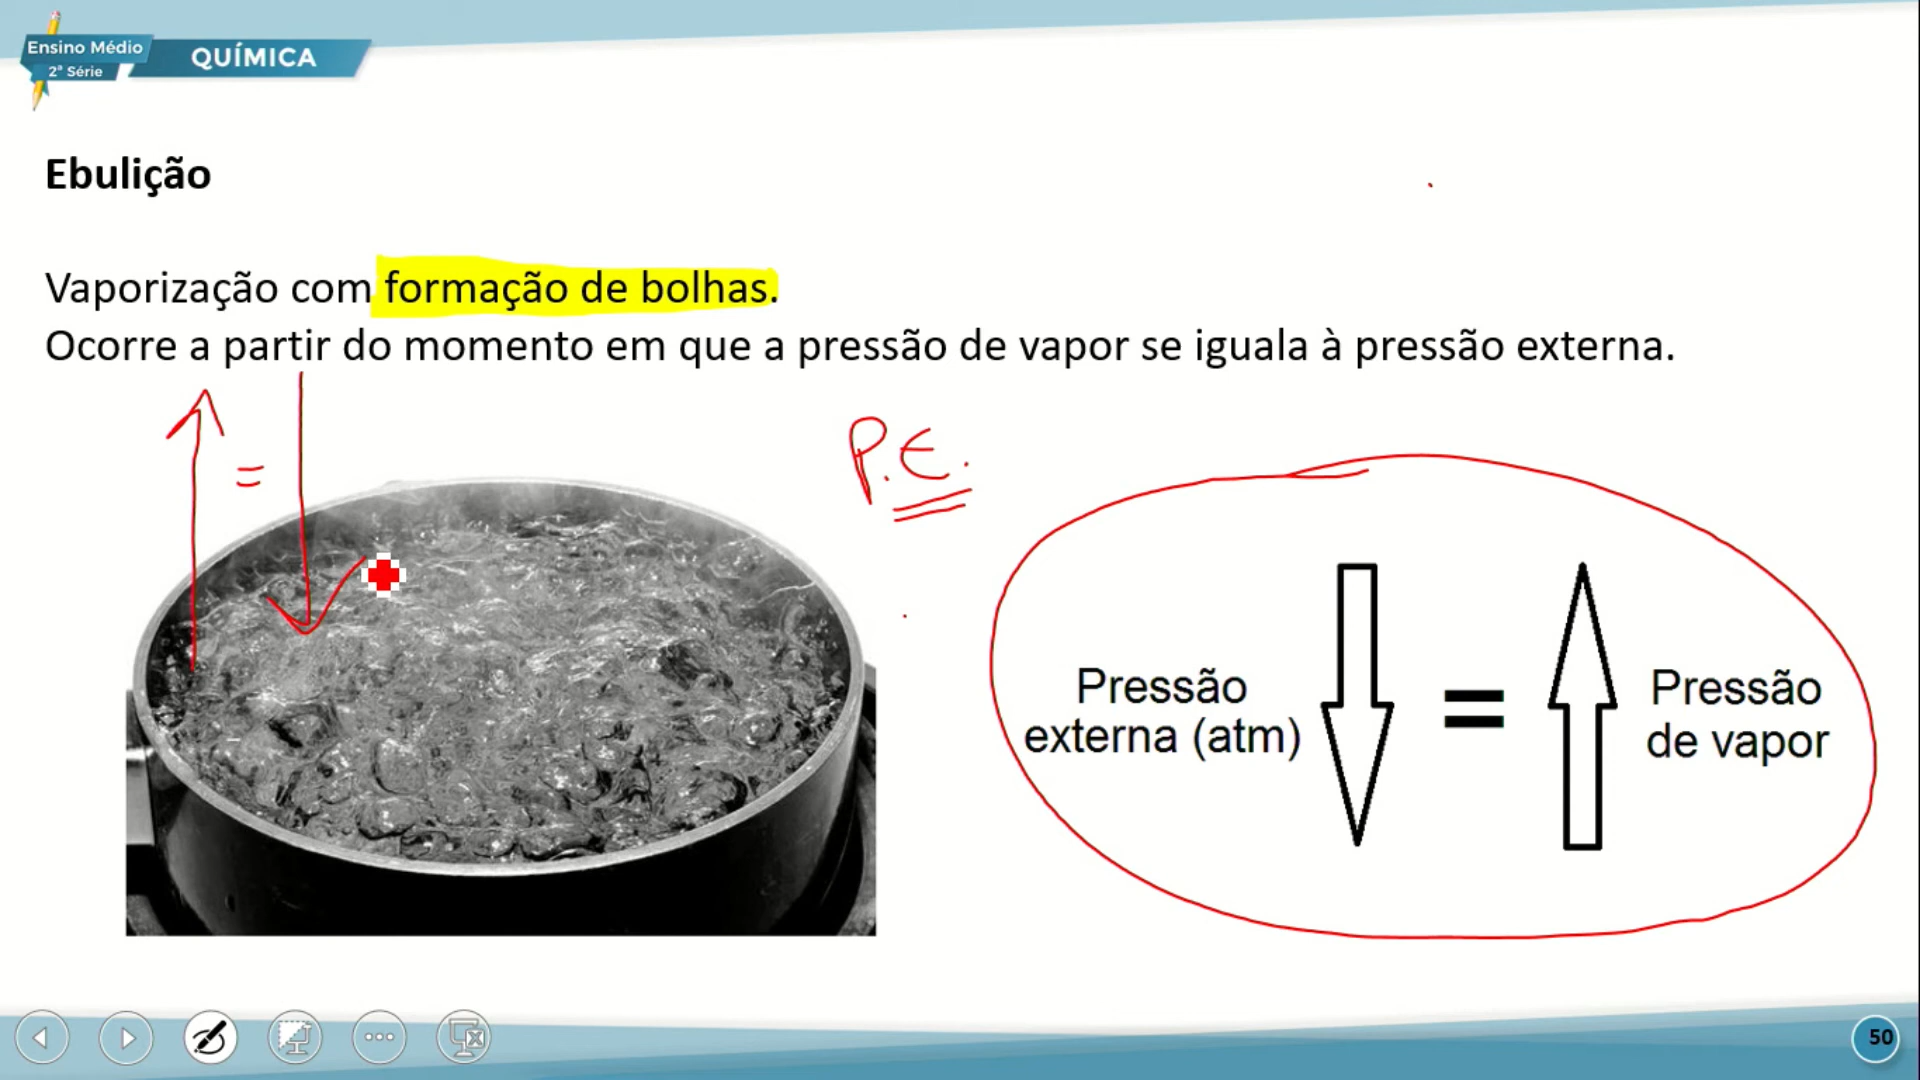 Ensino Médio
2ª Série
QUÍMICA
Ebulição
Vaporização com formação de bolhas.
Ocorre a partir do momento em que a pressão de vapor se iguala à pressão externa.
=
P.E.
Pressão
externa (atm)
=
Pressão
de vapor
50